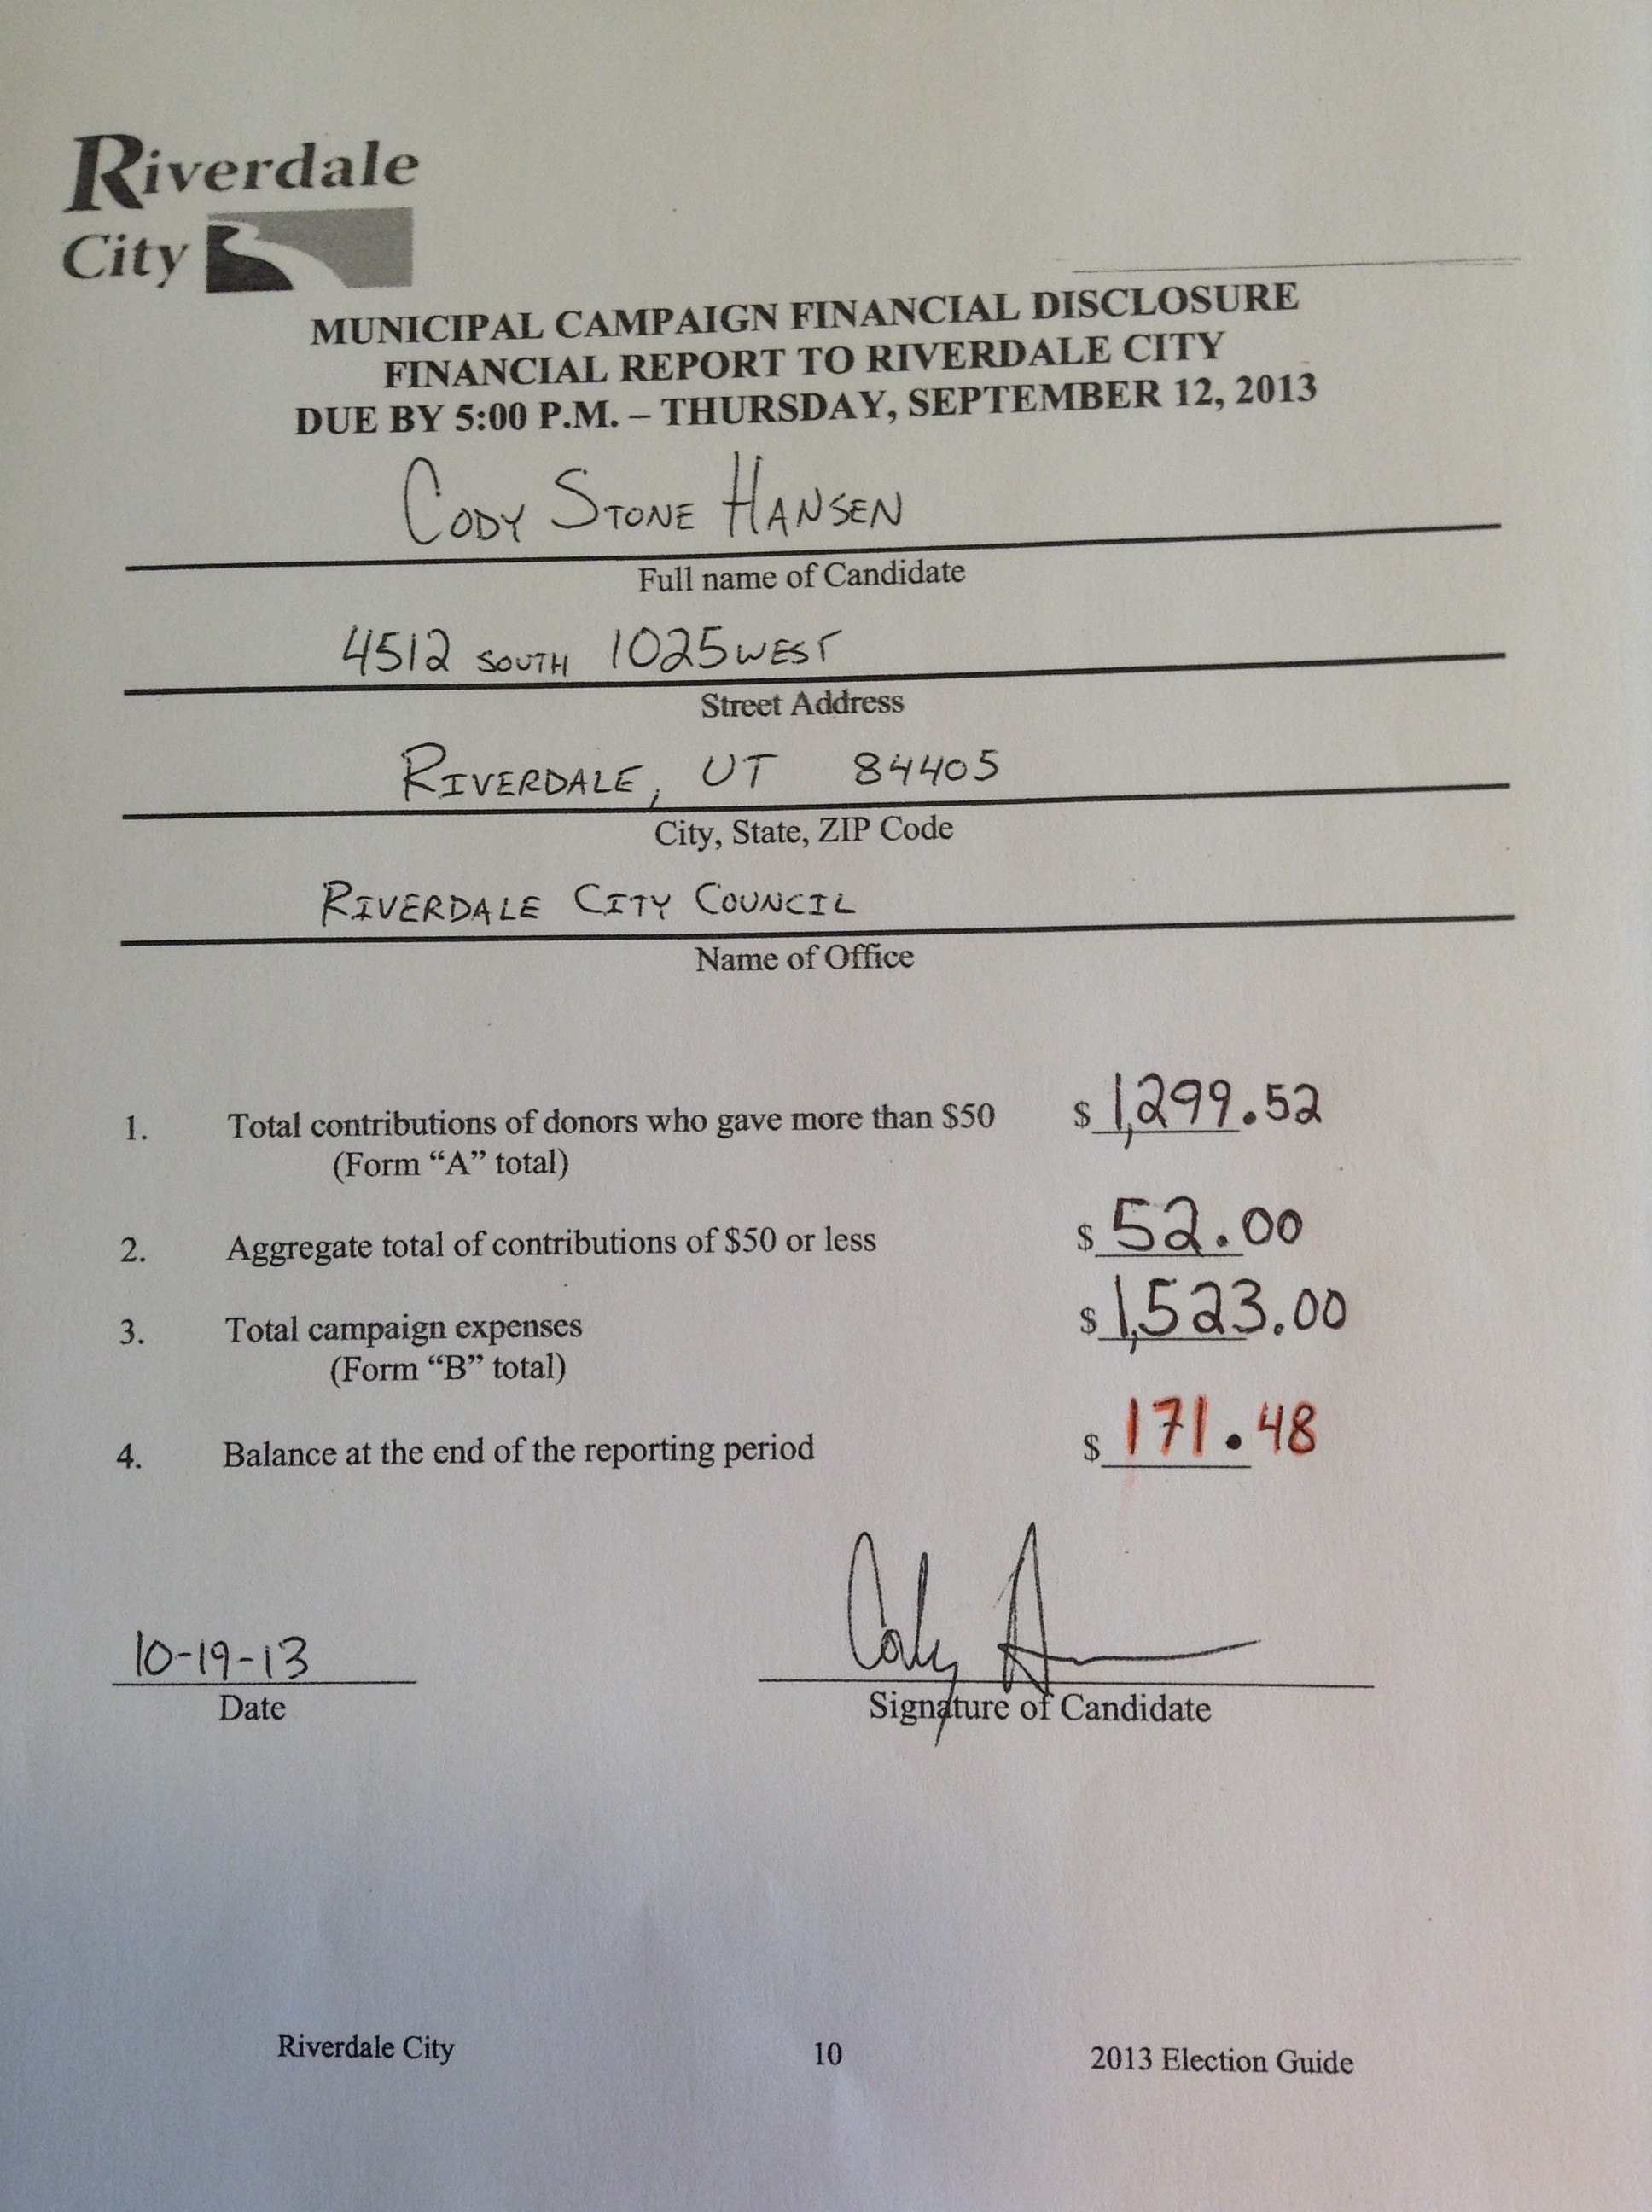 Riverdale
City
MUNICIPAL CAMPAIGN FINANCIAL DISCLOSURE
FINANCIAL REPORT TO RIVERDALE CITY
DUE BY 5:00 P.M. – THURSDAY, SEPTEMBER 12, 2013
CODY STONE HANSEN
Full name of Candidate
4512 SOUTH 1025 WEST
Street Address
RIVERDALE, UT 84405
City, State, ZIP Code
RIVERDALE CITY COUNCIL
Name of Office
1. Total contributions of donors who gave more than $50 $ 1,299.52
(Form “A” total)
2. Aggregate total of contributions of $50 or less $ 52.00
3. Total campaign expenses $ 1,523.00
(Form “B” total)
4. Balance at the end of the reporting period $ 171.48
10-19-13
Date
Signature of Candidate
Riverdale City 10 2013 Election Guide